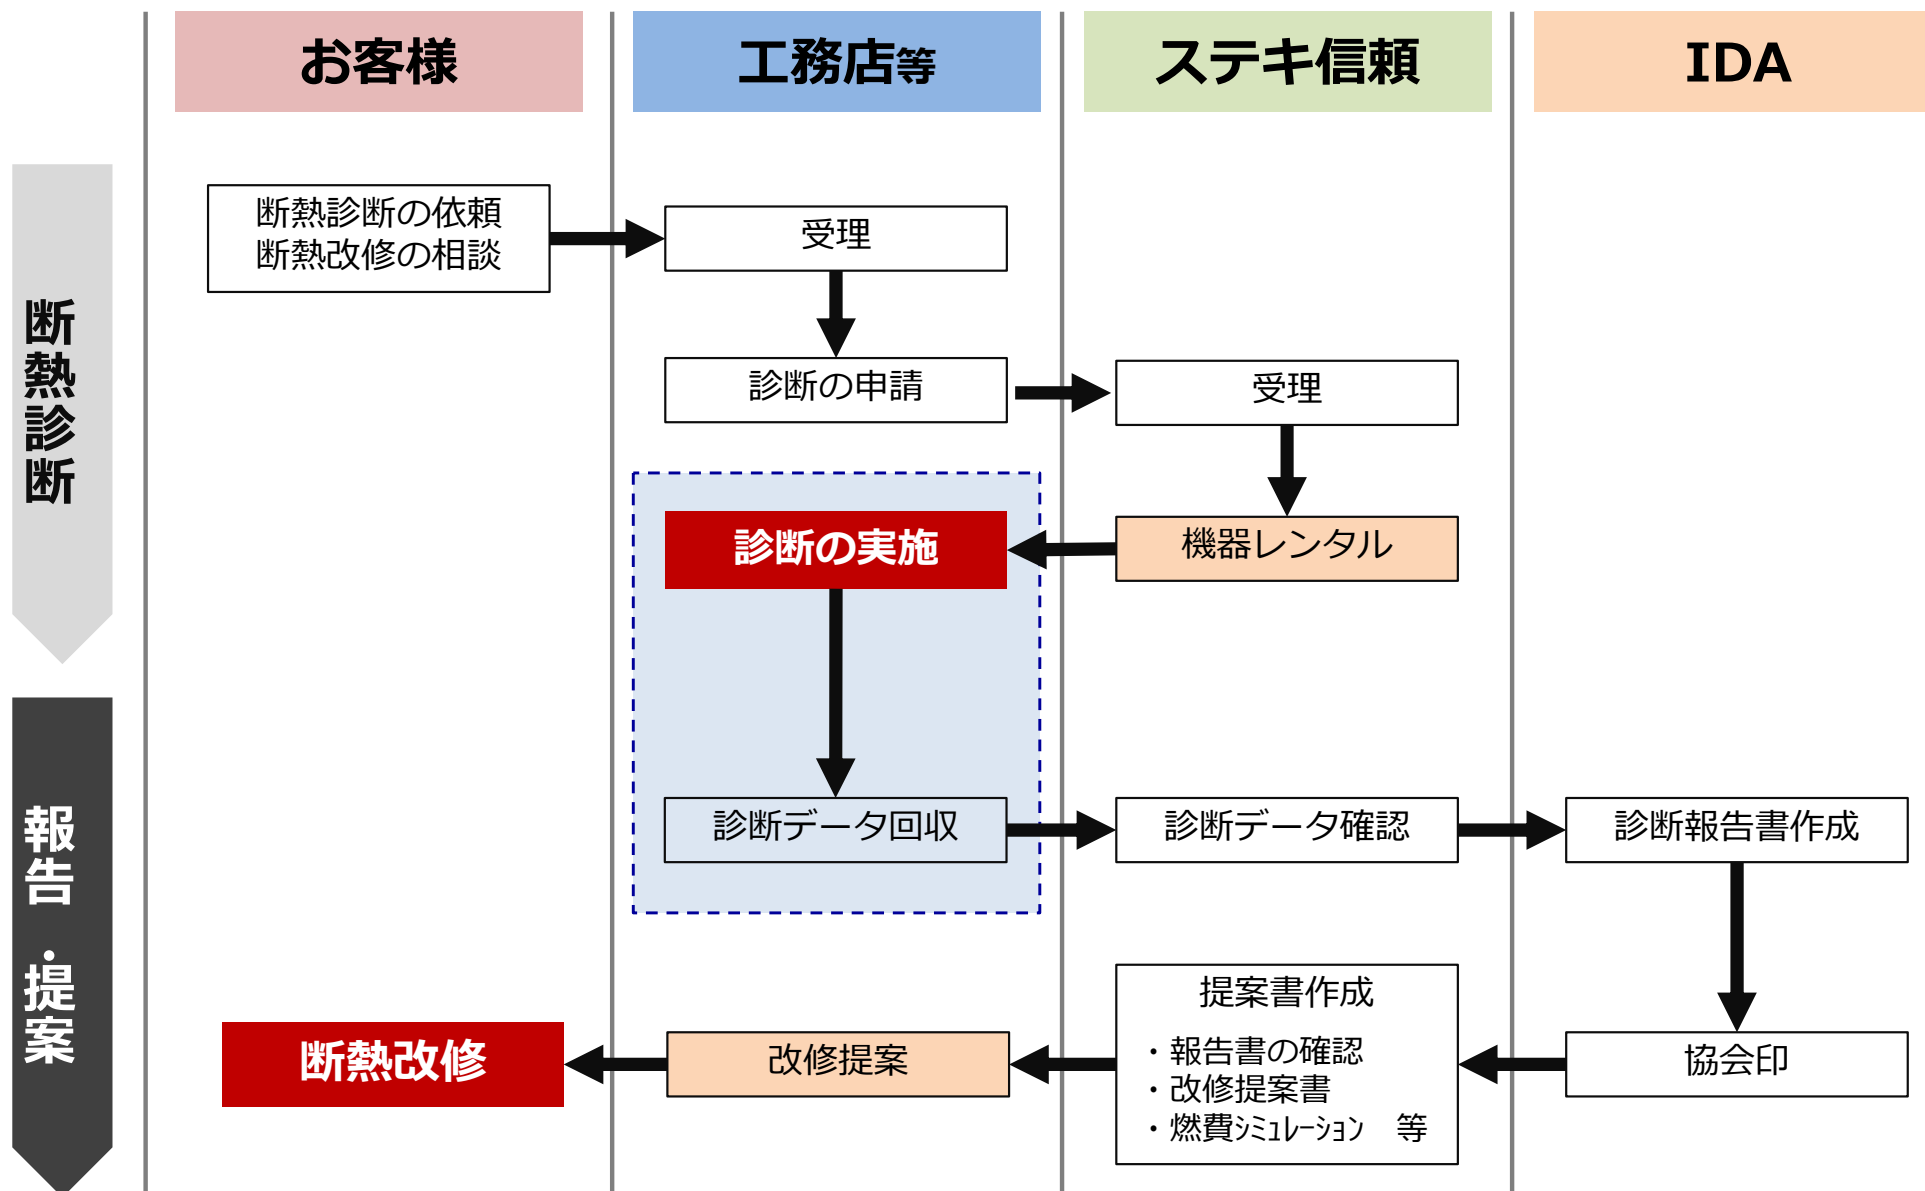 お客様
工務店等
ステキ信頼
IDA
断熱診断
断熱診断の依頼
断熱改修の相談
受理
診断の申請
受理
診断の実施
機器レンタル
報告・提案
診断データ回収
診断データ確認
診断報告書作成
断熱改修
改修提案
提案書作成
・報告書の確認
・改修提案書
・燃費ｼﾐｭﾚｰｼｮﾝ　等
協会印